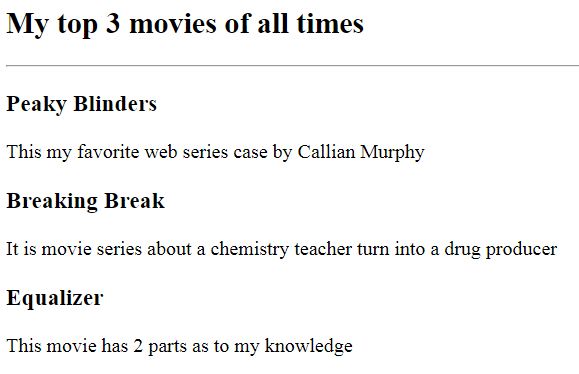 My top 3 movies of all times
Peaky Blinders
This my favorite web series case by Callian Murphy
Breaking Break
It is movie series about a chemistry teacher turn into a drug producer
Equalizer
This movie has 2 parts as to my knowledge